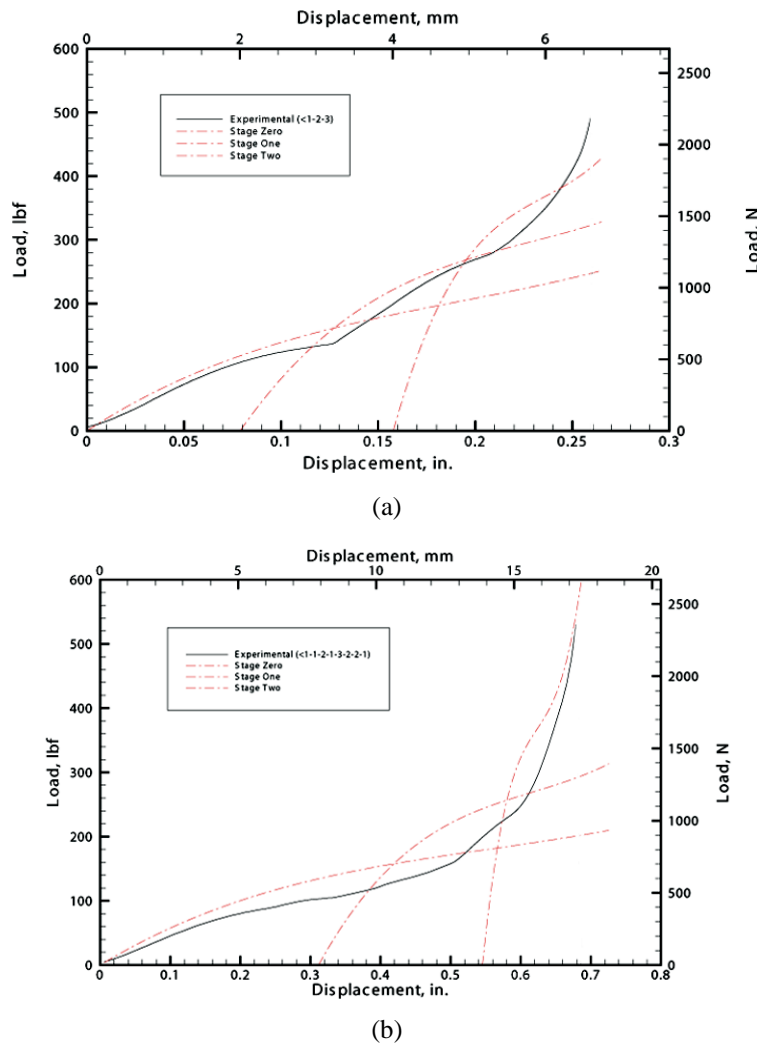 Displacement, mm
0 2 4 6
600
500
400
300
200
100
0
Load, lbf
Experimental (<1-2-3)
Stage Zero
Stage One
Stage Two
2500
2000
1500
1000
500
0
Load, N
0 0.05 0.1 0.15 0.2 0.25 0.3
Displacement, in.
(a)
Displacement, mm
0 5 10 15 20
600
500
400
300
200
100
0
Load, lbf
Experimental (<1-1-2-1-3-2-2-1)
Stage Zero
Stage One
Stage Two
2500
2000
1500
1000
500
0
Load, N
0 0.1 0.2 0.3 0.4 0.5 0.6 0.7 0.8
Displacement, in.
(b)